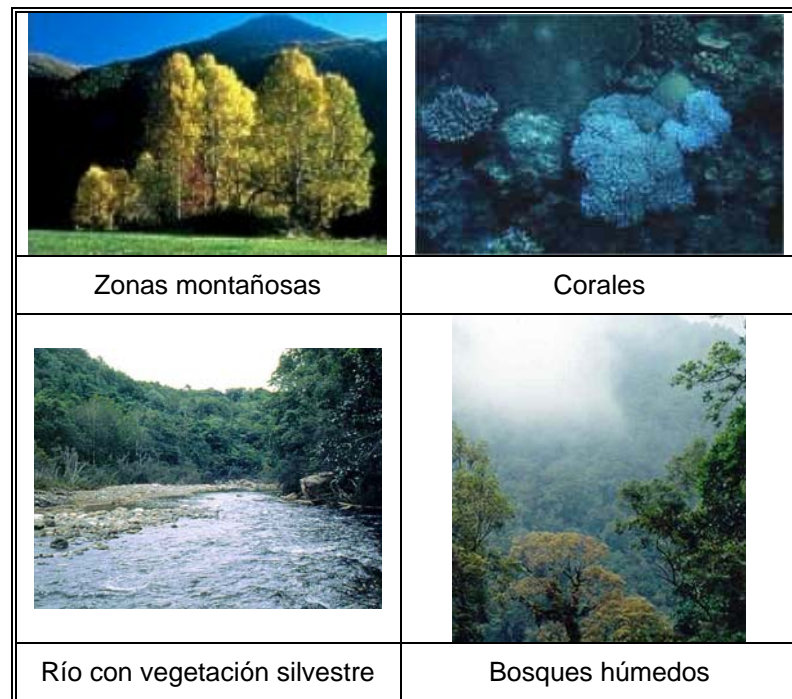 Zonas montañosas
Corales
Río con vegetación silvestre
Bosques húmedos